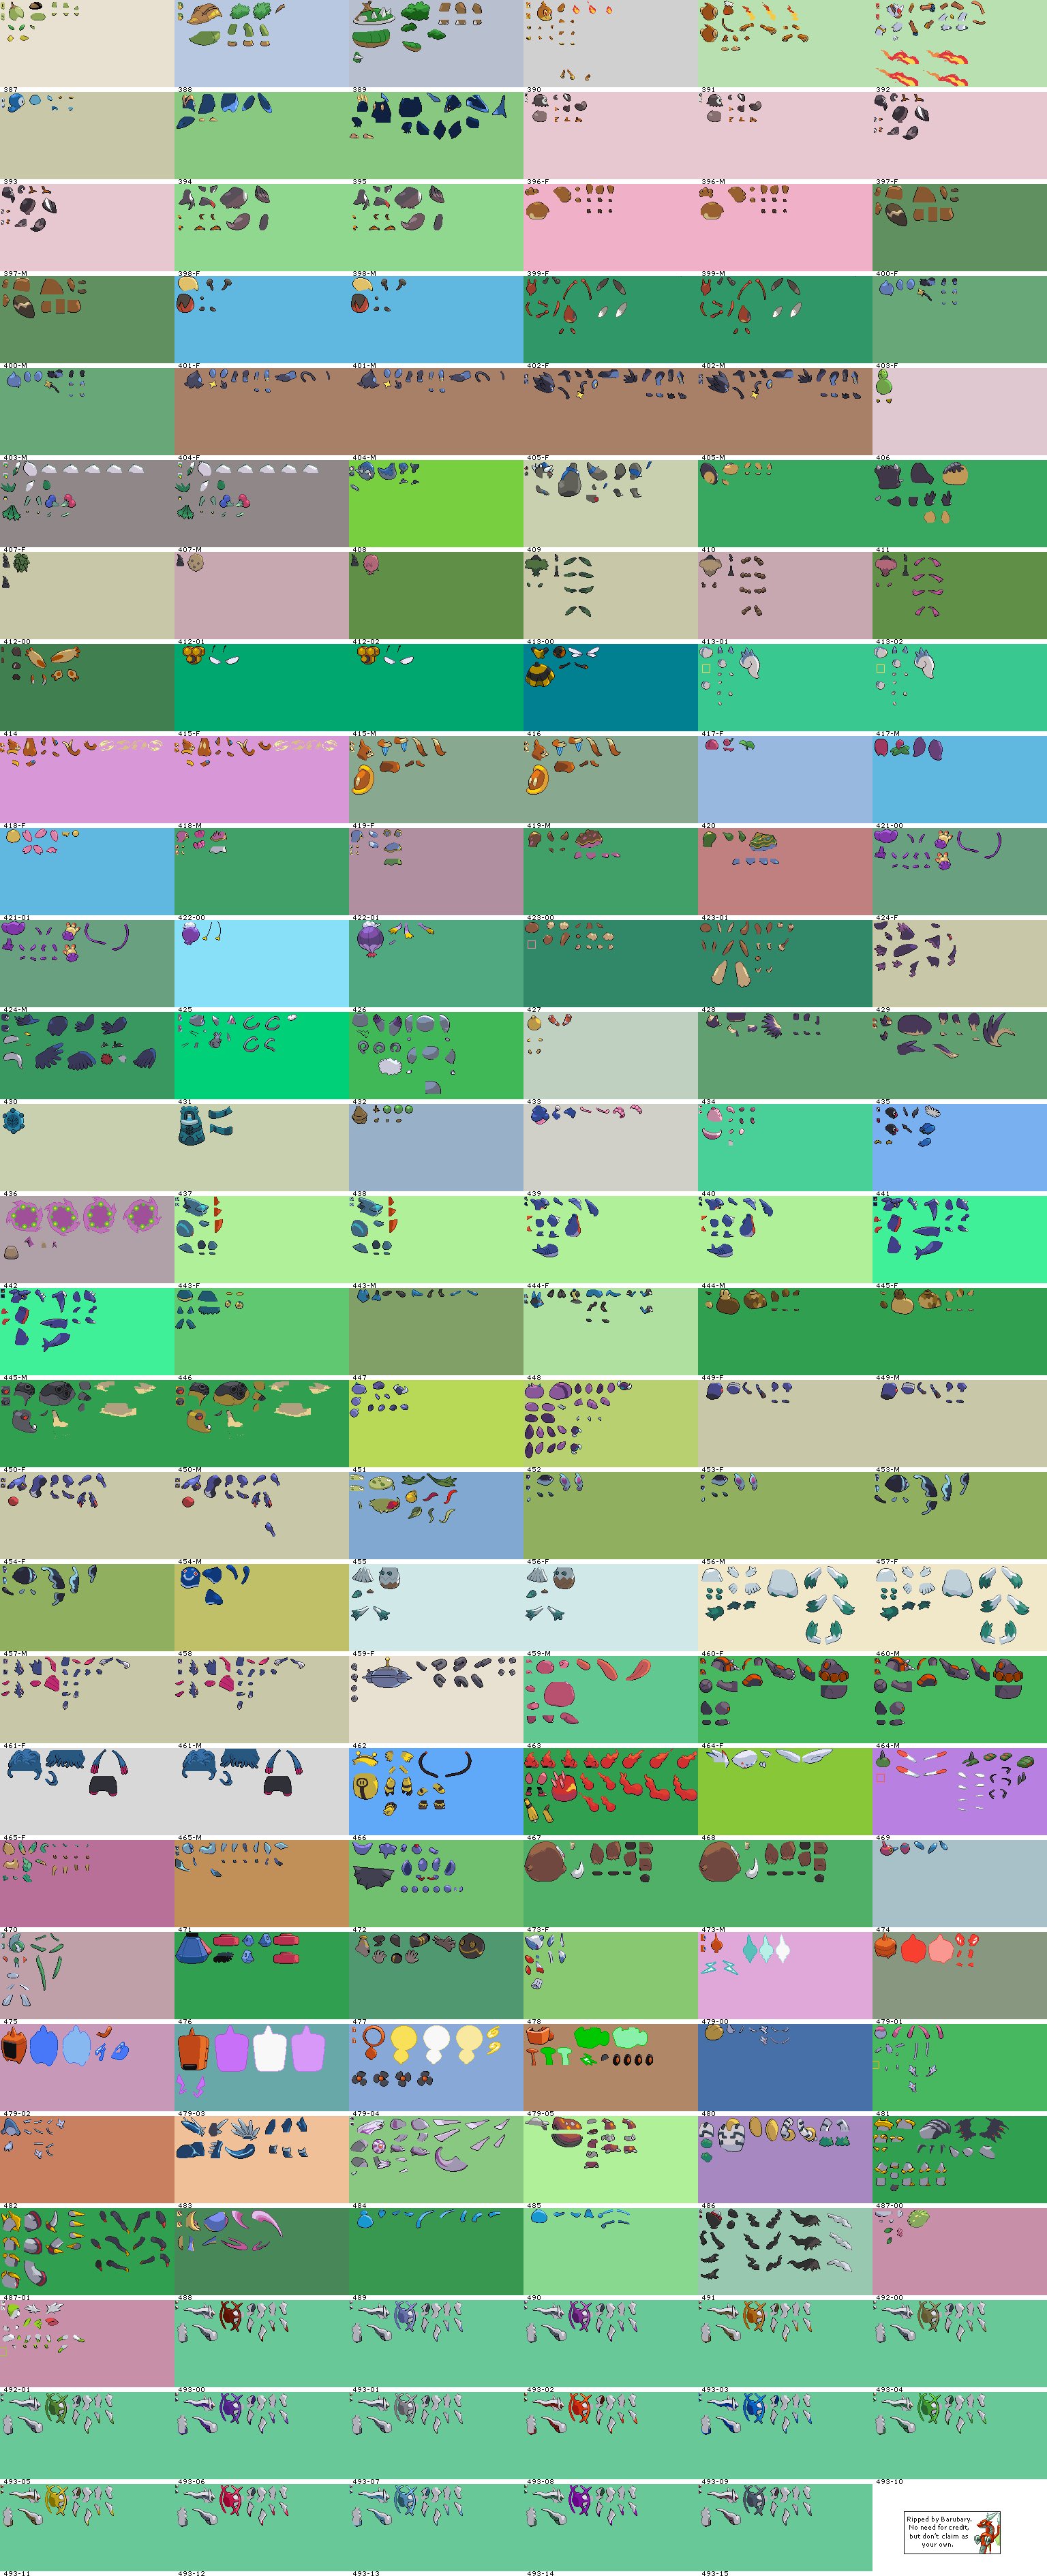 387 388 389 390 391 392
393 394 395 396-F 396-M 397-F
397-M 398-F 398-M 399-F 399-M 400-F
400-M 401-F 401-M 402-F 402-M 403-F
403-M 404-F 404-M 405-F 405-M 406
407-F 407-M 408 409 410 411
412-00 412-01 412-02 413-00 413-01 413-02
414 415-F 415-M 416 417-F 417-M
418-F 418-M 419-F 419-M 420 421-00
421-01 422-00 422-01 423-00 423-01 424-F
424-M 425 426 427 428 429
430 431 432 433 434 435
436 437 438 439 440 441
442 443-F 443-M 444-F 444-M 445-F
445-M 446 447 448 449-F 449-M
450-F 450-M 451 452 453-F 453-M
454-F 454-M 455 456-F 456-M 457-F
457-M 458 459-F 459-M 460-F 460-M
461-F 461-M 462 463 464-F 464-M
465-F 465-M 466 467 468 469
470 471 472 473-F 473-M 474
475 476 477 478 479-00 479-01
479-02 479-03 479-04 479-05 480 481
482 483 484 485 486 487-00
487-01 488 489 490 491 492-00
492-01 493-00 493-01 493-02 493-03 493-04
493-05 493-06 493-07 493-08 493-09 493-10
Ripped by Barubary.
No need for credit,
but don't claim as
your own.
493-11 493-12 493-13 493-14 493-15